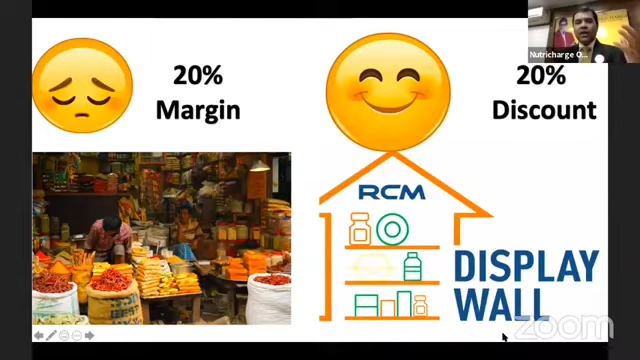 20%
Margin
20%
Discount
Nutricharge O...
RCM
DISPLAY
WALL
zoom